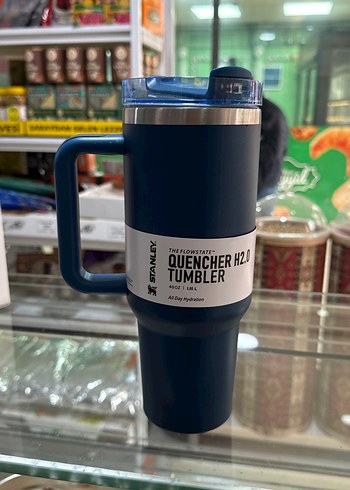 STANLEY
THE FLOWSTATE™
QUENCHER H2.0
TUMBLER
40 OZ | 1.18 L
All Day Hydration